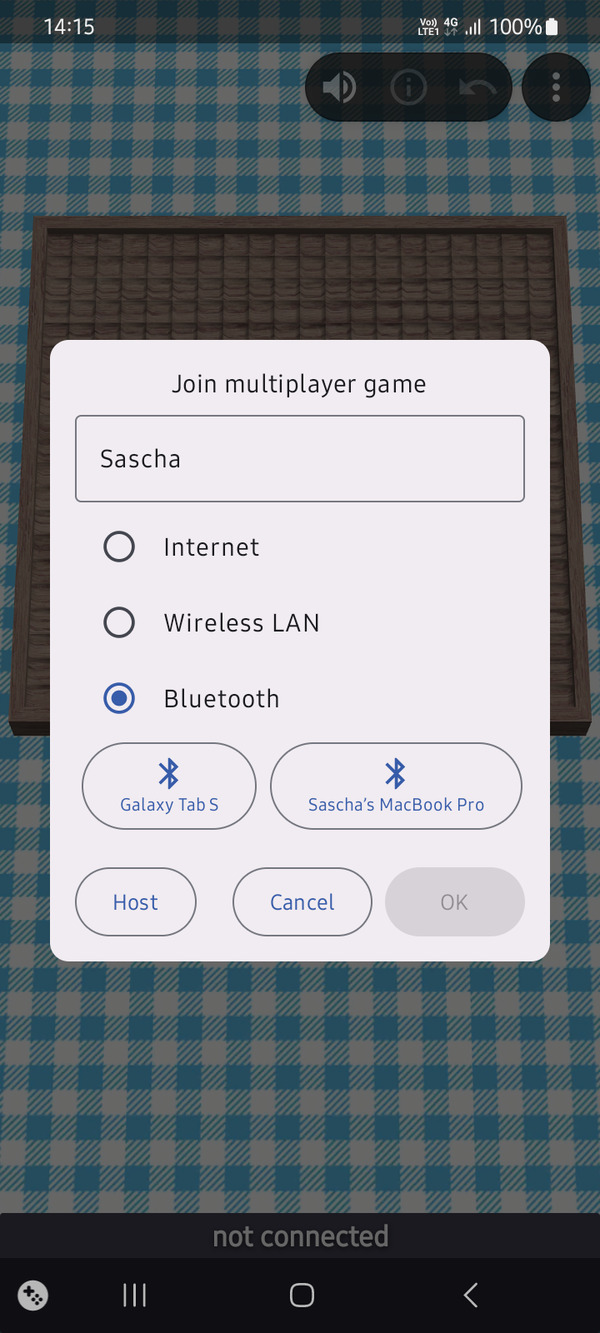 14:15
Vo)) 4G
LTE1
100%
Join multiplayer game
Sascha
Internet
Wireless LAN
Bluetooth
Galaxy Tab S
Sascha’s MacBook Pro
Host
Cancel
OK
not connected